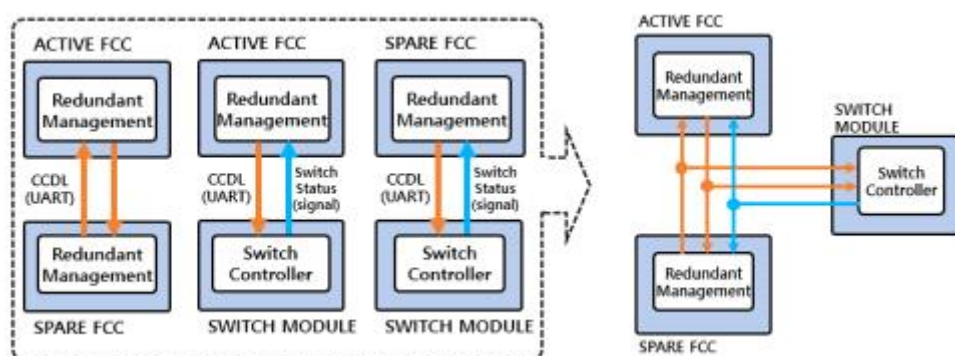 ACTIVE FCC
Redundant
Management
CCDL
(UART)
Redundant
Management
SPARE FCC
ACTIVE FCC
Redundant
Management
CCDL
(UART)
Switch
Status
(signal)
Switch
Controller
SWITCH MODULE
SPARE FCC
Redundant
Management
CCDL
(UART)
Switch
Status
(signal)
Switch
Controller
SWITCH MODULE
ACTIVE FCC
Redundant
Management
SWITCH
MODULE
Switch
Controller
Redundant
Management
SPARE FCC